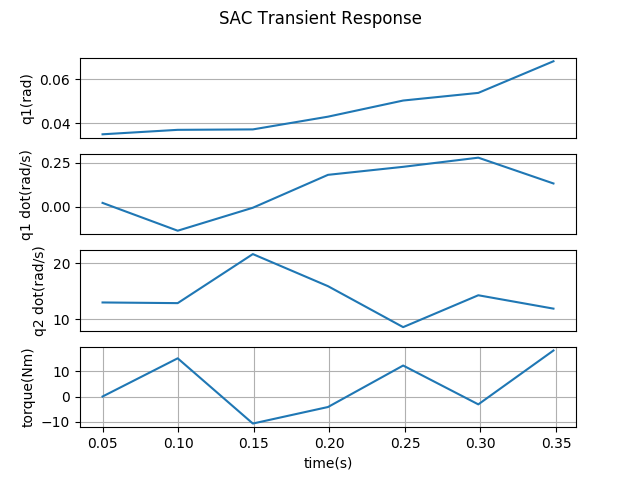 SAC Transient Response
q1(rad)
0.06
0.04
q1 dot(rad/s)
0.25
0.00
q2 dot(rad/s)
20
10
torque(Nm)
10
0
−10
0.05 0.10 0.15 0.20 0.25 0.30 0.35
time(s)